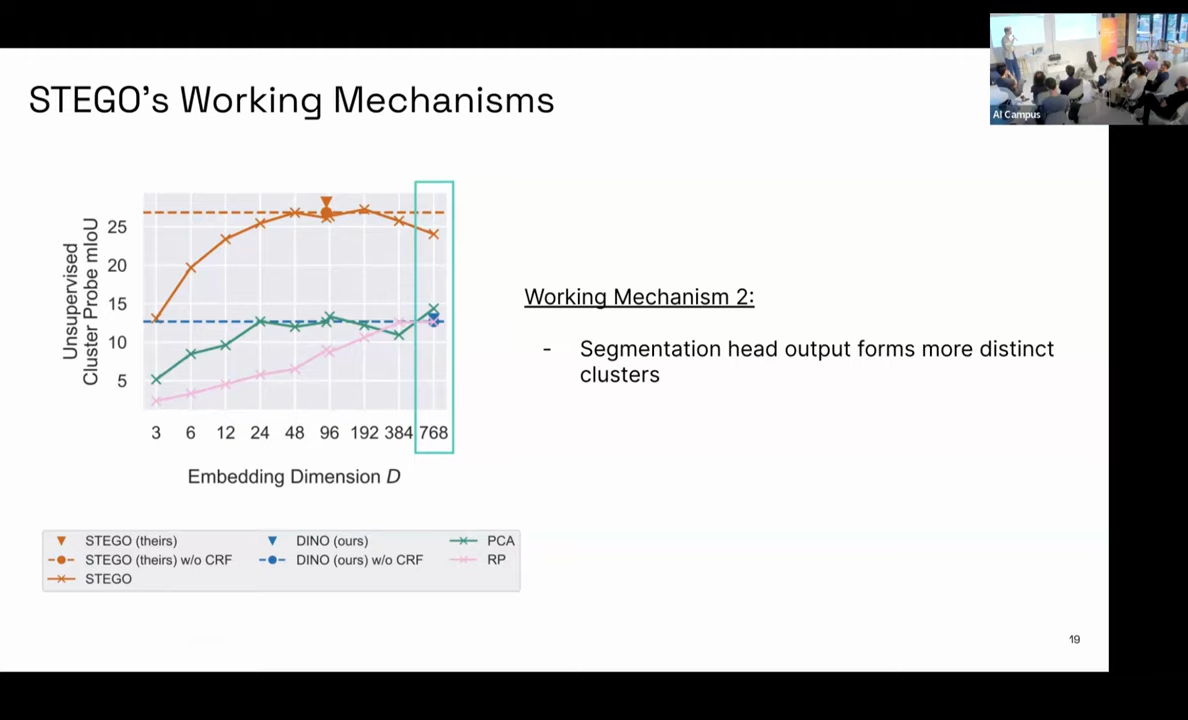 AI Campus
STEGO's Working Mechanisms
Unsupervised
Cluster Probe mIoU
25
20
15
10
5
3 6 12 24 48 96 192 384 768
Embedding Dimension D
STEGO (theirs)
STEGO (theirs) w/o CRF
STEGO
DINO (ours)
DINO (ours) w/o CRF
PCA
RP
Working Mechanism 2:
- Segmentation head output forms more distinct
clusters
19